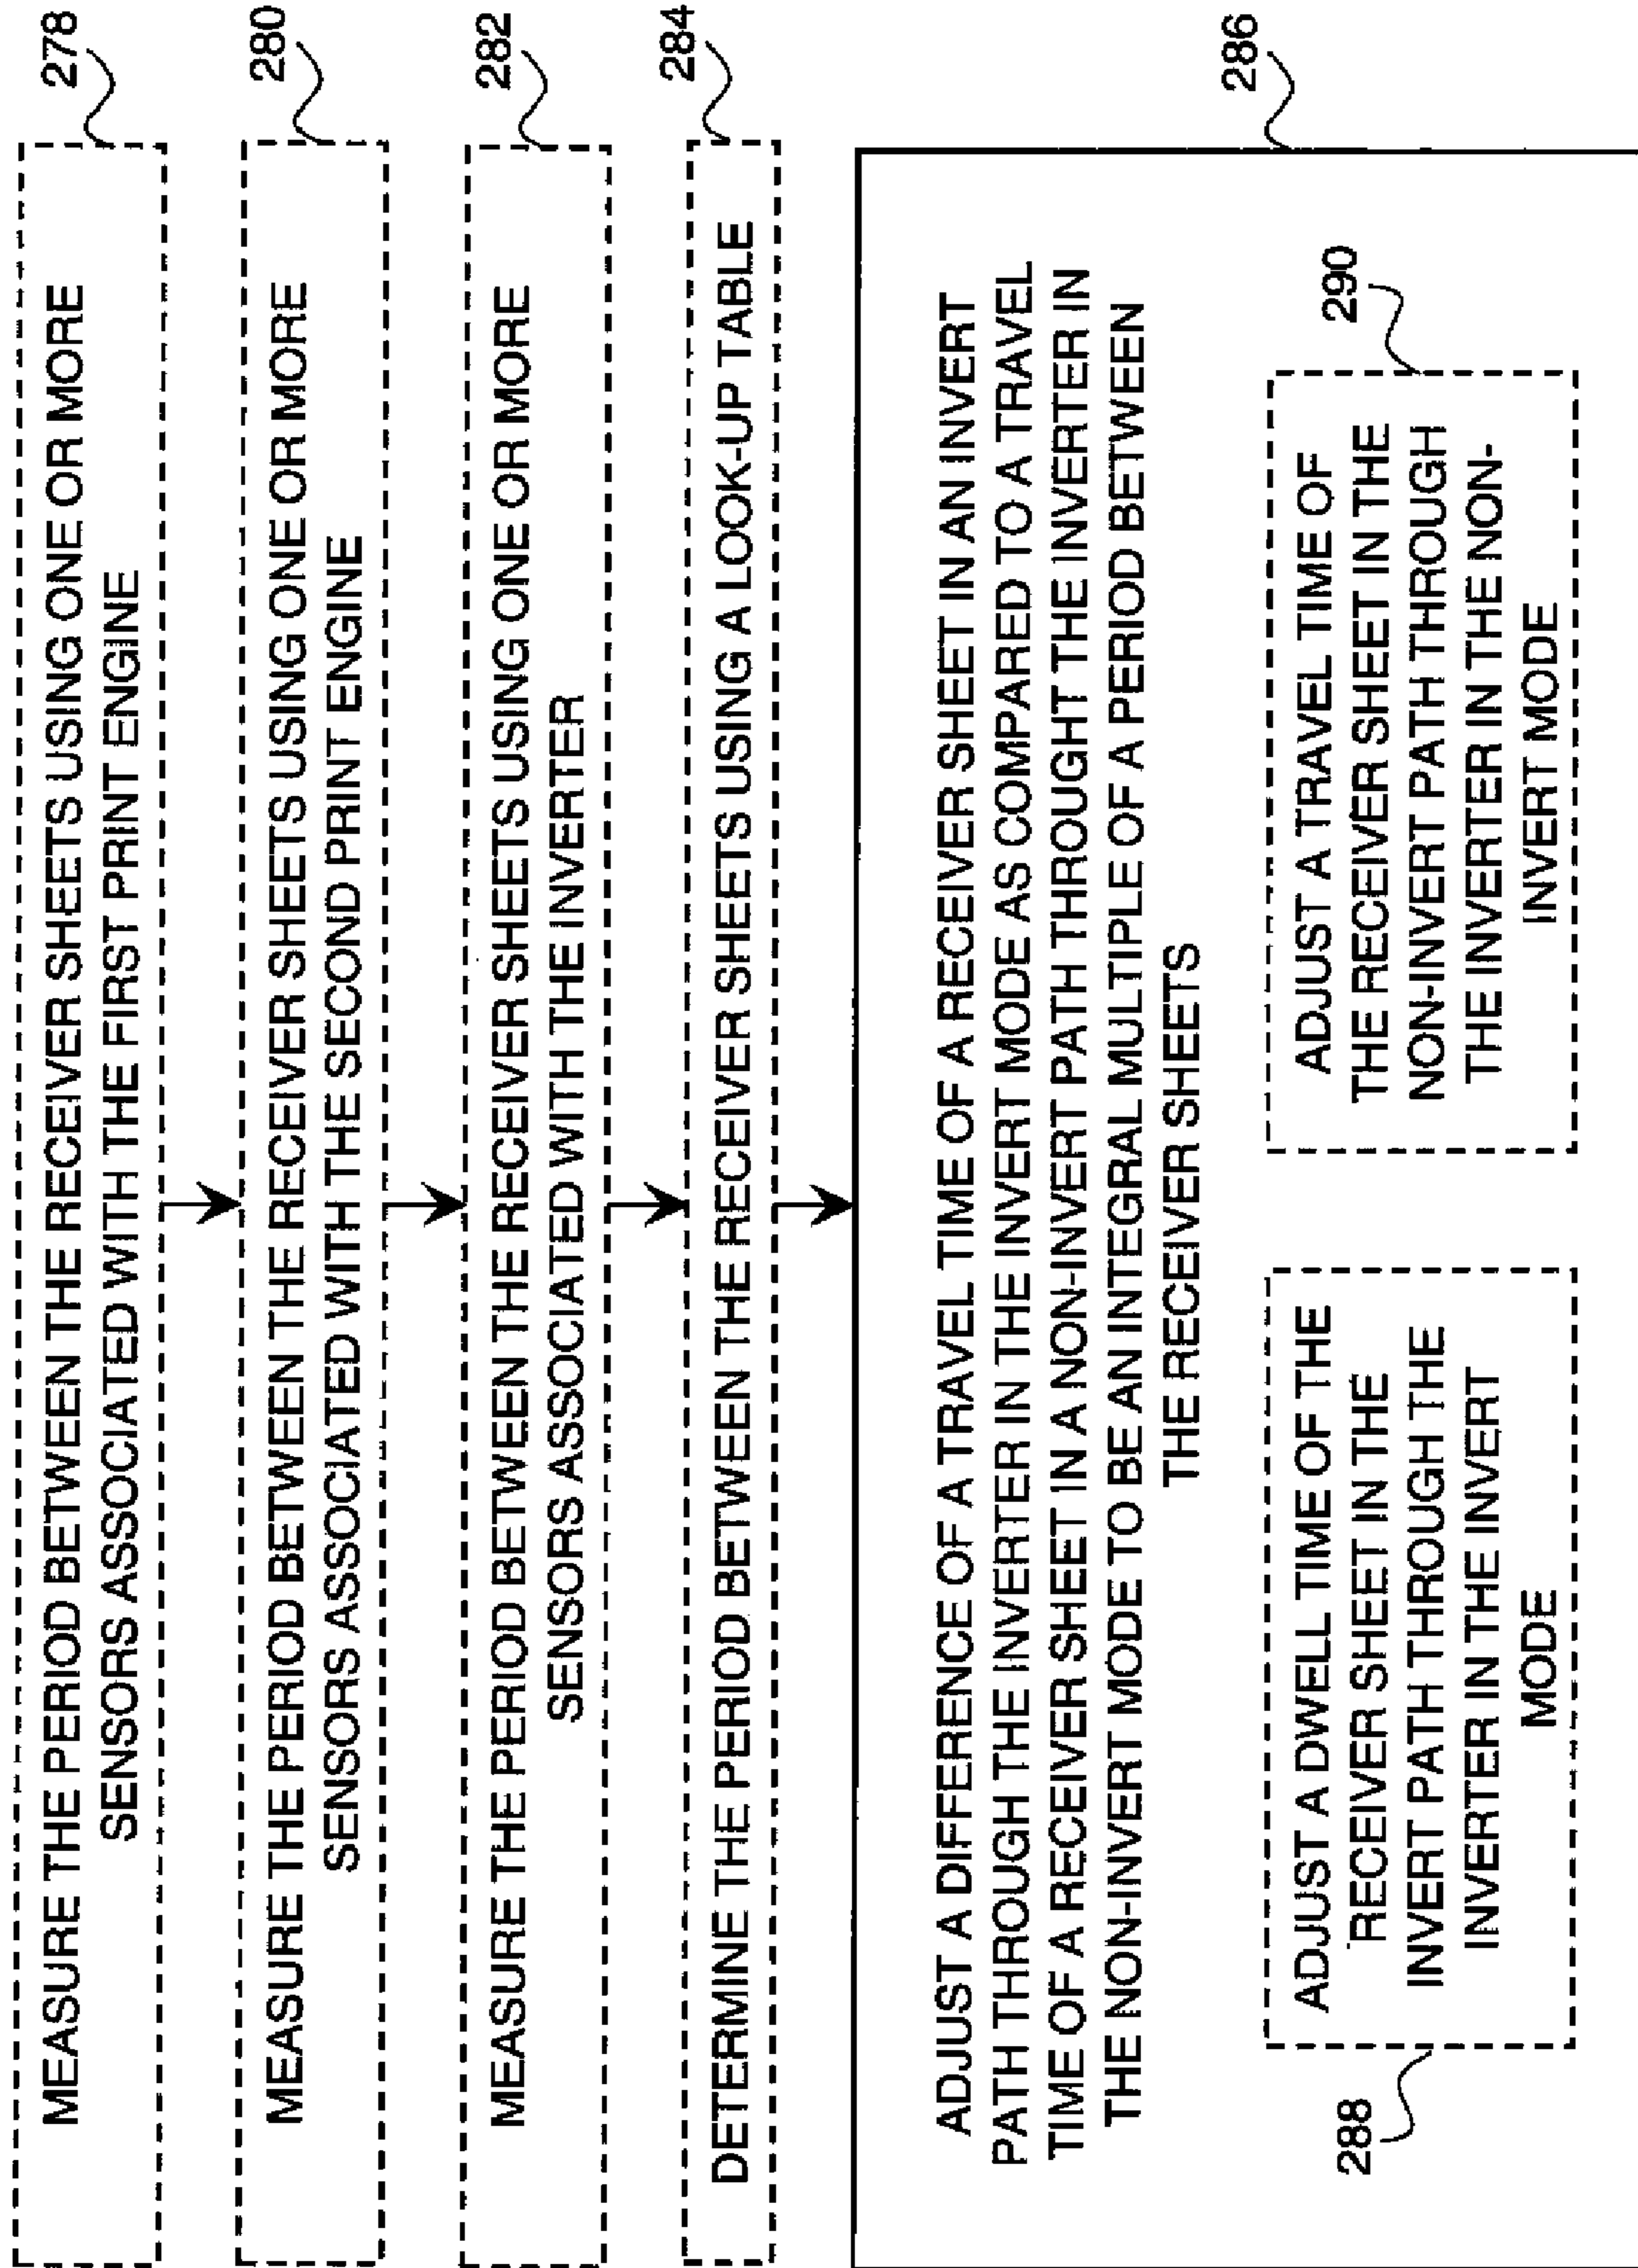 MEASURE THE PERIOD BETWEEN THE RECEIVER SHEETS USING ONE OR MORE
SENSORS ASSOCIATED WITH THE FIRST PRINT ENGINE
278
MEASURE THE PERIOD BETWEEN THE RECEIVER SHEETS USING ONE OR MORE
SENSORS ASSOCIATED WITH THE SECOND PRINT ENGINE
280
MEASURE THE PERIOD BETWEEN THE RECEIVER SHEETS USING ONE OR MORE
SENSORS ASSOCIATED WITH THE INVERTER
282
DETERMINE THE PERIOD BETWEEN THE RECEIVER SHEETS USING A LOOK-UP TABLE
284
ADJUST A DIFFERENCE OF A TRAVEL TIME OF A RECEIVER SHEET IN AN INVERT
PATH THROUGH THE INVERTER IN THE INVERT MODE AS COMPARED TO A TRAVEL
TIME OF A RECEIVER SHEET IN A NON-INVERT PATH THROUGHT THE INVERTER IN
THE NON-INVERT MODE TO BE AN INTEGRAL MULTIPLE OF A PERIOD BETWEEN
THE RECEIVER SHEETS
286
288
ADJUST A DWELL TIME OF THE
RECEIVER SHEET IN THE
INVERT PATH THROUGH THE
INVERTER IN THE INVERT
MODE
290
ADJUST A TRAVEL TIME OF
THE RECEIVER SHEET IN THE
NON-INVERT PATH THROUGH
THE INVERTER IN THE NON-
INVERT MODE